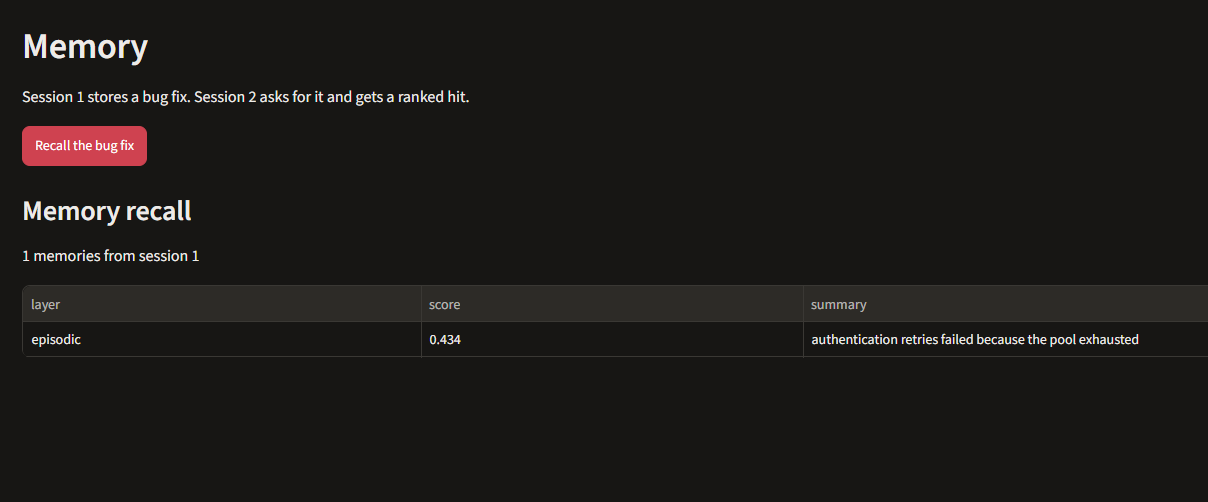 Memory
Session 1 stores a bug fix. Session 2 asks for it and gets a ranked hit.
Recall the bug fix
Memory recall
1 memories from session 1
layer score summary
episodic 0.434 authentication retries failed because the pool exhausted